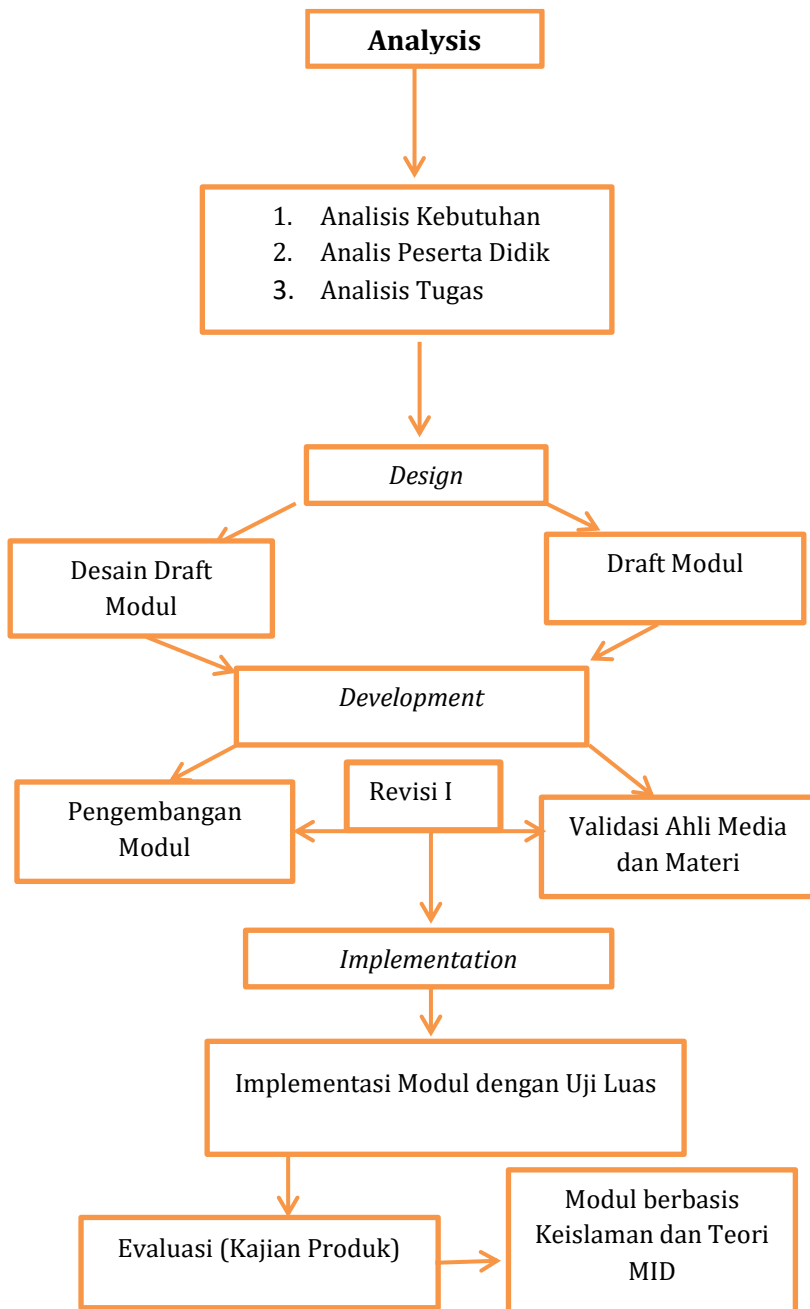 Analysis
1. Analisis Kebutuhan
2. Analis Peserta Didik
3. Analisis Tugas
Design
Desain Draft
Modul
Draft Modul
Development
Revisi I
Pengembangan
Modul
Validasi Ahli Media
dan Materi
Implementation
Implementasi Modul dengan Uji Luas
Evaluasi (Kajian Produk)
Modul berbasis
Keislaman dan Teori
MID